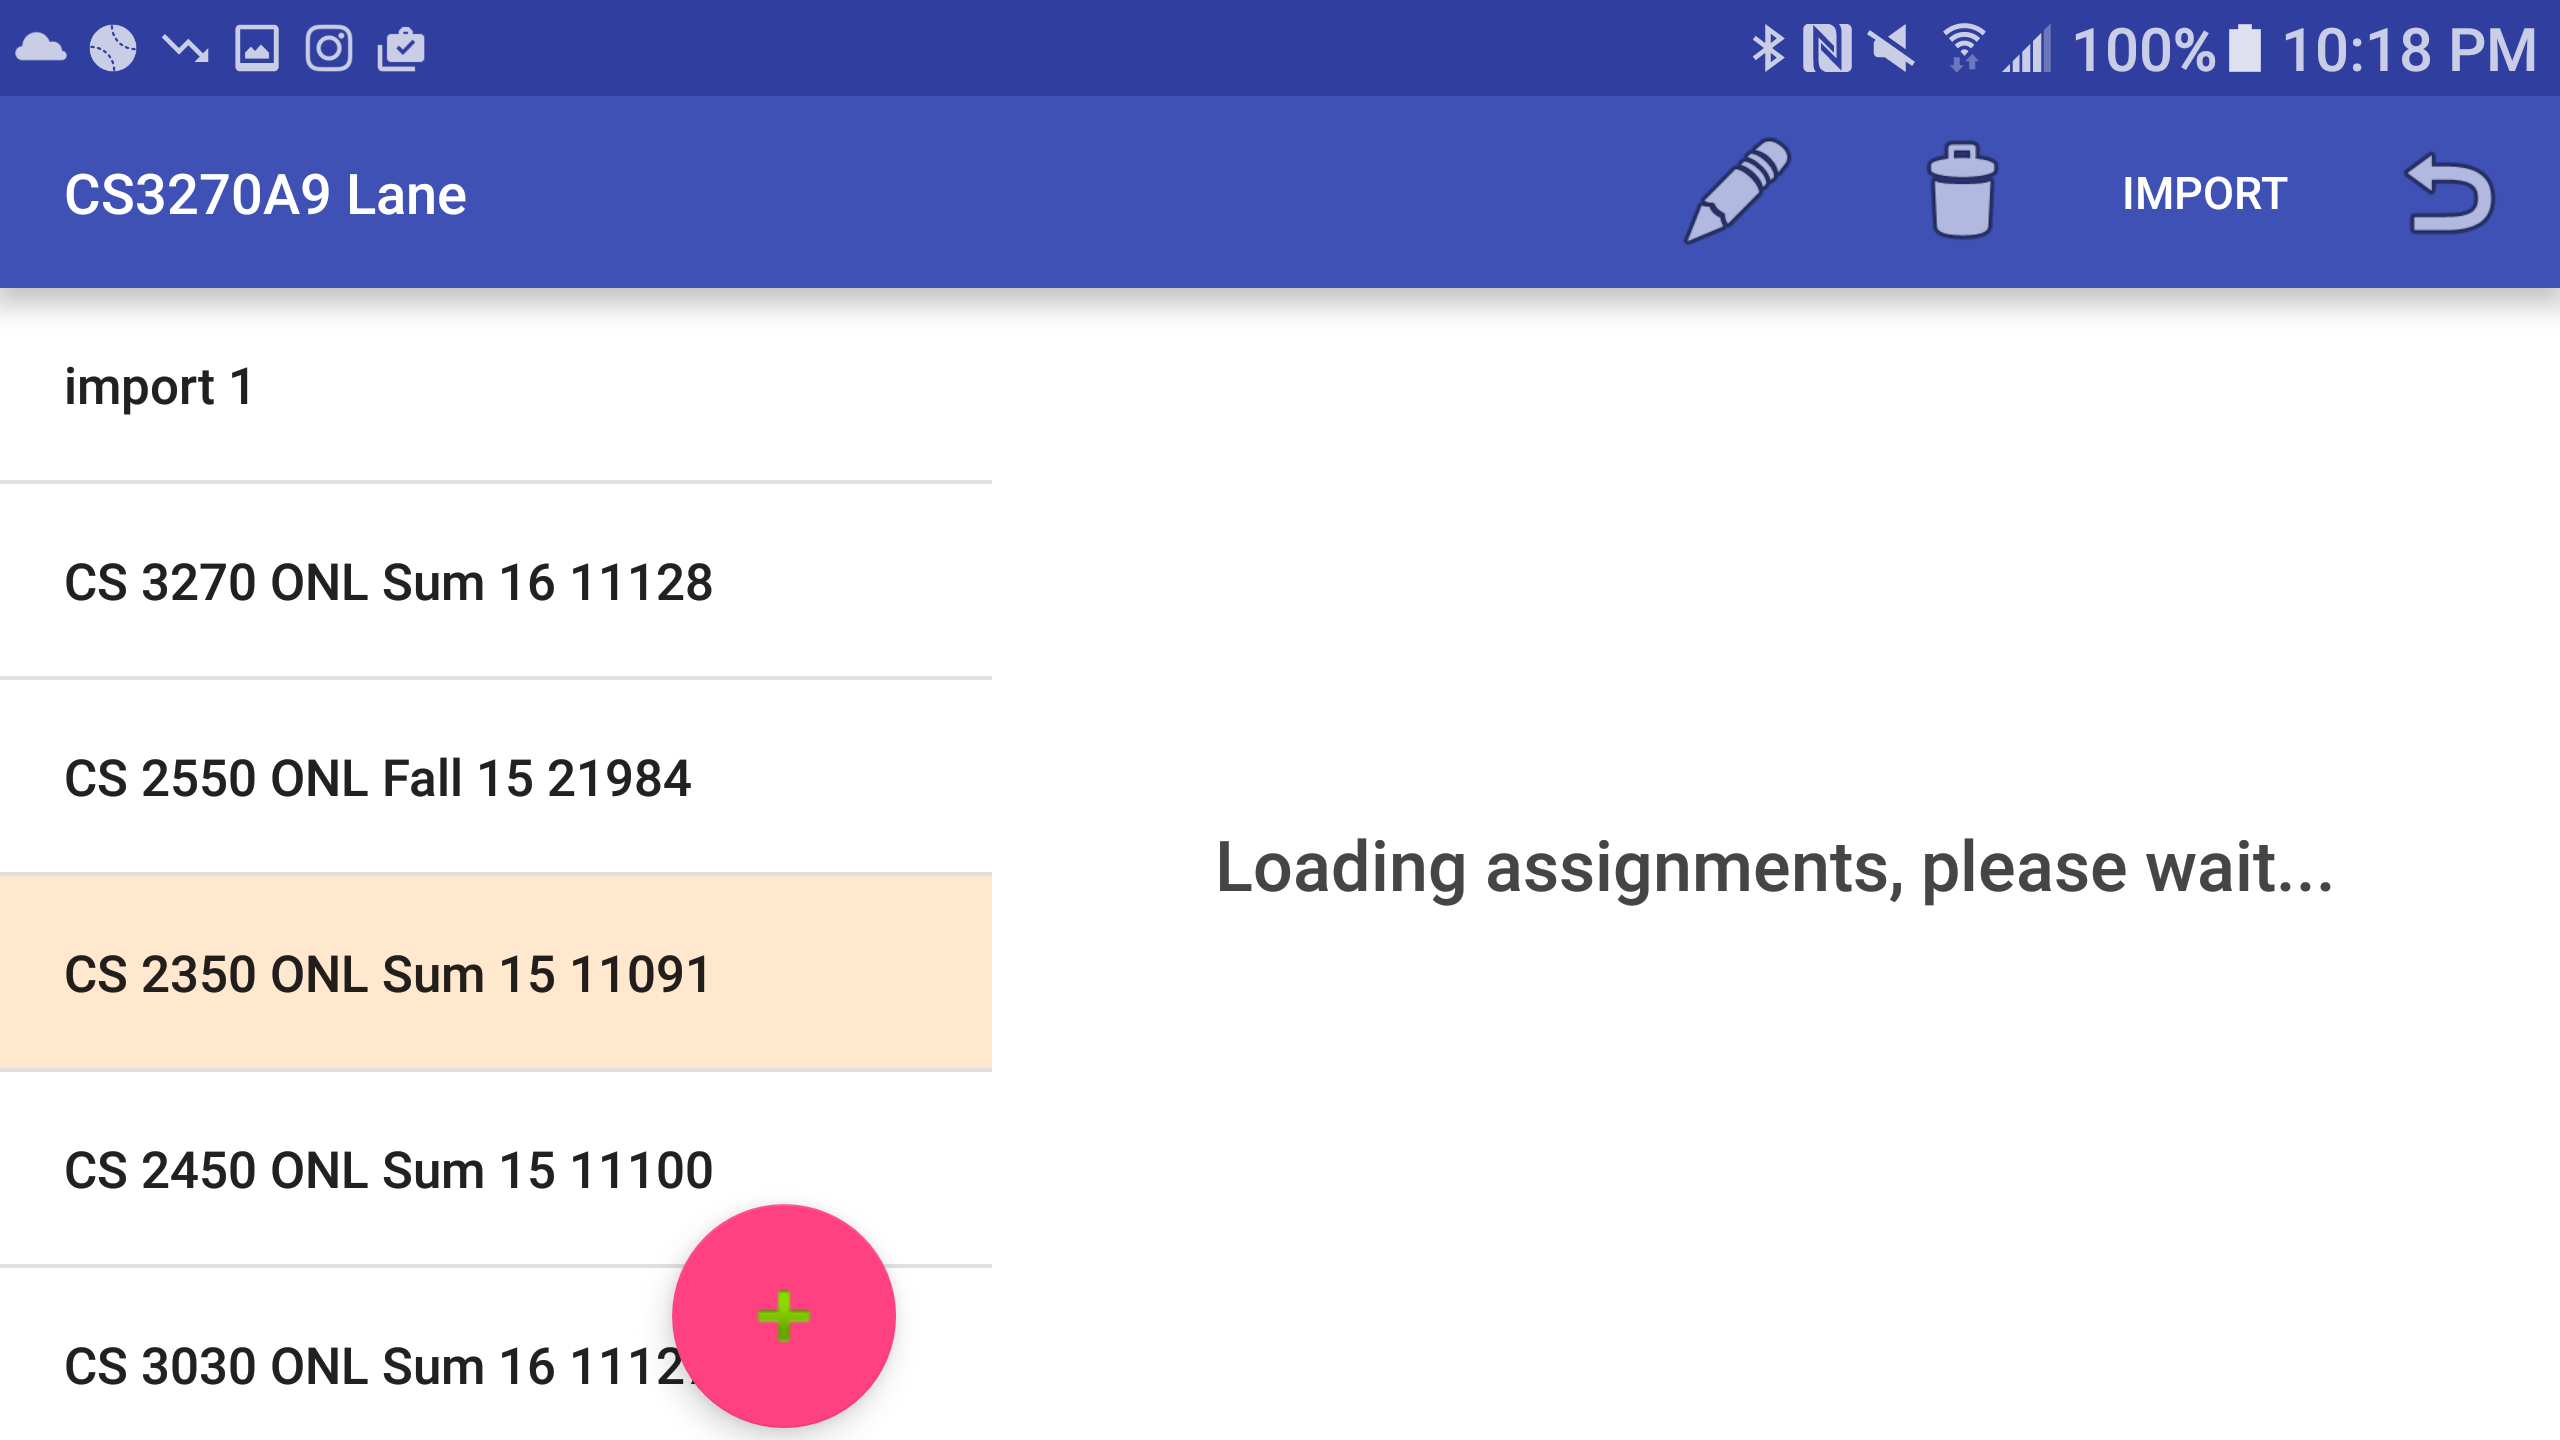 100% 10:18 PM
CS3270A9 Lane
IMPORT
import 1
CS 3270 ONL Sum 16 11128
CS 2550 ONL Fall 15 21984
Loading assignments, please wait...
CS 2350 ONL Sum 15 11091
CS 2450 ONL Sum 15 11100
CS 3030 ONL Sum 16